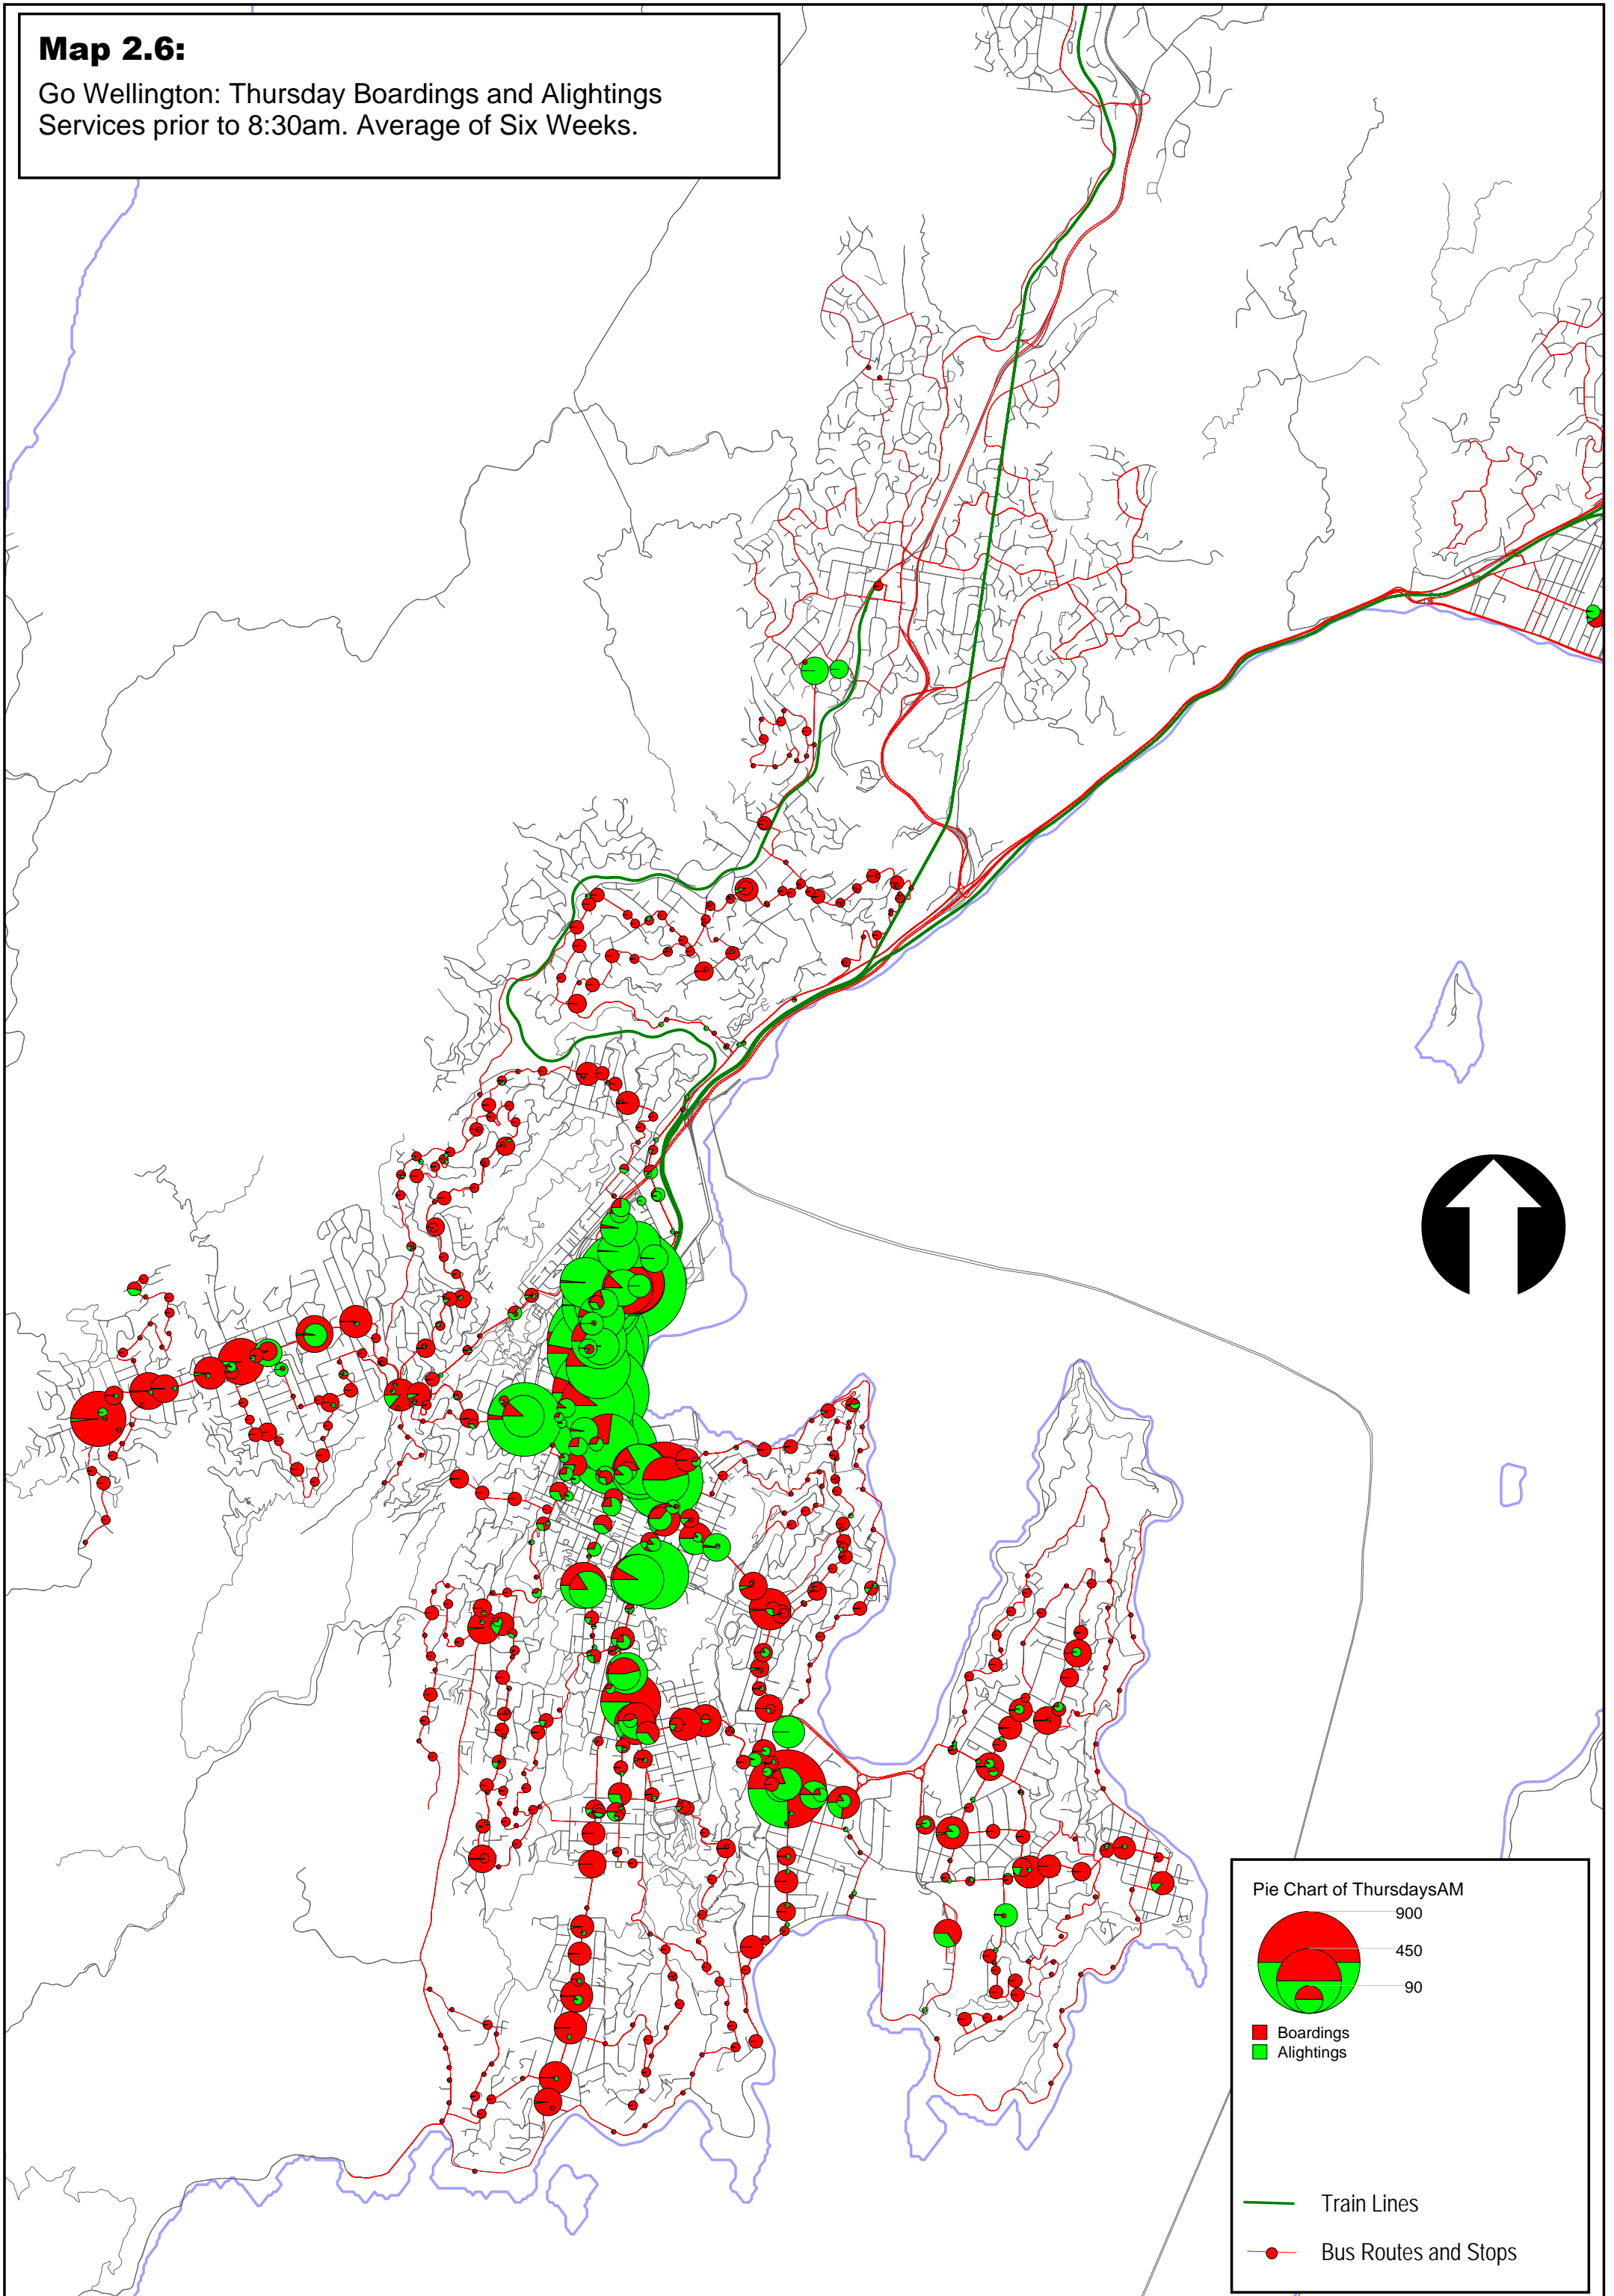 Map 2.6:
Go Wellington: Thursday Boardings and Alightings
Services prior to 8:30am. Average of Six Weeks.
Pie Chart of ThursdaysAM
900
450
90
Boardings
Alightings
Train Lines
Bus Routes and Stops